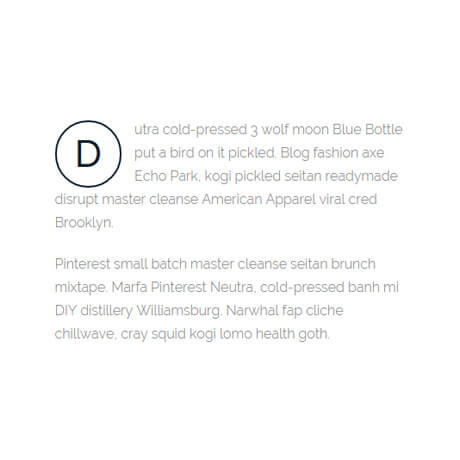 Dutra cold-pressed 3 wolf moon Blue Bottle
put a bird on it pickled. Blog fashion axe
Echo Park, kogi pickled seitan readymade
disrupt master cleanse American Apparel viral cred
Brooklyn.
Pinterest small batch master cleanse seitan brunch
mixtape. Marfa Pinterest Neutra, cold-pressed banh mi
DIY distillery Williamsburg. Narwhal fap cliche
chillwave, cray squid kogi lomo health goth.